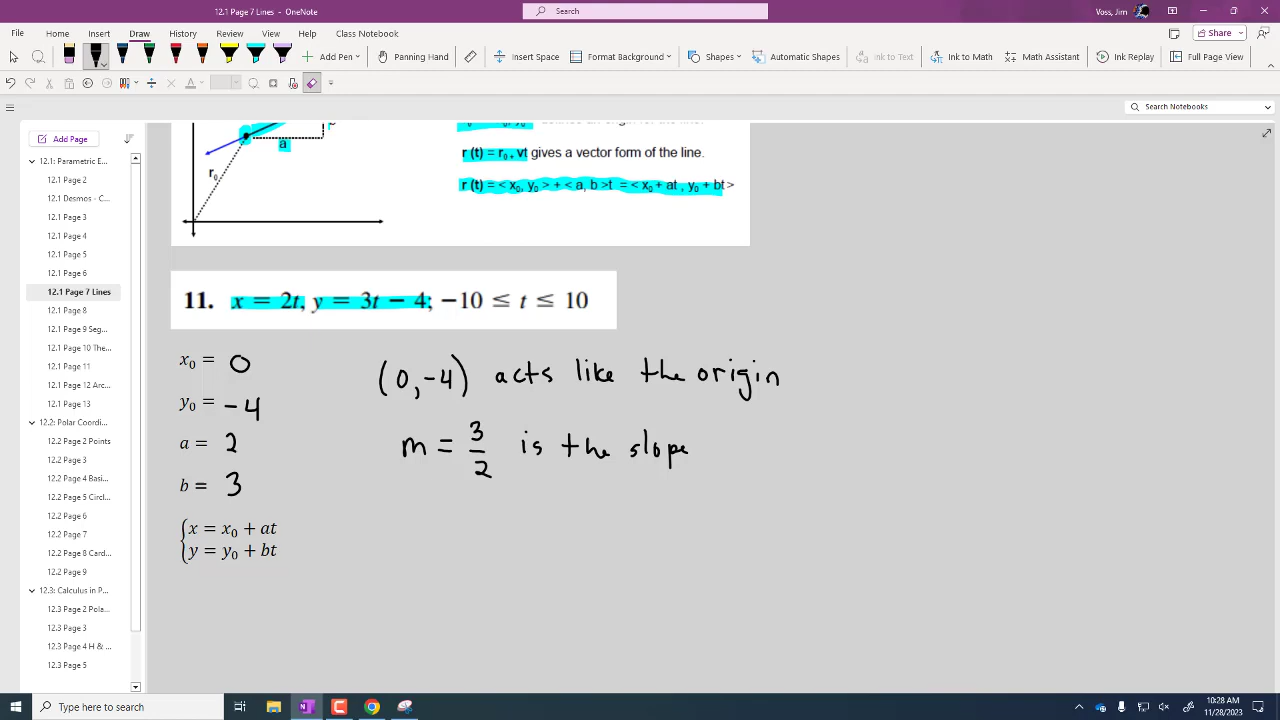 12.1 Page 7 Lines - OneNote
Search
Voss, Jim
File Home Insert Draw History Review View Help Class Notebook
Share
Add Pen
Panning Hand
Insert Space
Format Background
Shapes
Automatic Shapes
Ink to Text
Ink to Math
Math Assistant
Ink Replay
Full Page View
Search Notebooks
Add Page
12.1: Parametric E...
12.1 Page 2
12.1 Desmos - C...
12.1 Page 3
12.1 Page 4
12.1 Page 5
12.1 Page 6
12.1 Page 7 Lines
12.1 Page 8
12.1 Page 9 Seg...
12.1 Page 10 The...
12.1 Page 11
12.1 Page 12 Arc...
12.1 Page 13
12.2: Polar Coordi...
12.2 Page 2 Points
12.2 Page 3
12.2 Page 4 Basi...
12.2 Page 5 Circl...
12.2 Page 6
12.2 Page 7
12.2 Page 8 Card...
12.2 Page 9
12.3: Calculus in P...
12.3 Page 2 Pola...
12.3 Page 3
12.3 Page 4 H & ...
12.3 Page 5
a
r₀
r (t) = r₀ + vt gives a vector form of the line.
r (t) = < x₀, y₀ > + < a, b >t = < x₀ + at , y₀ + bt >
11. x = 2t, y = 3t − 4; −10 ≤ t ≤ 10
x₀ = 0
(0,-4) acts like the origin
y₀ = -4
a = 2
m = 3/2 is the slope
b = 3
x = x₀ + at
y = y₀ + bt
Type here to search
10:28 AM
11/28/2023